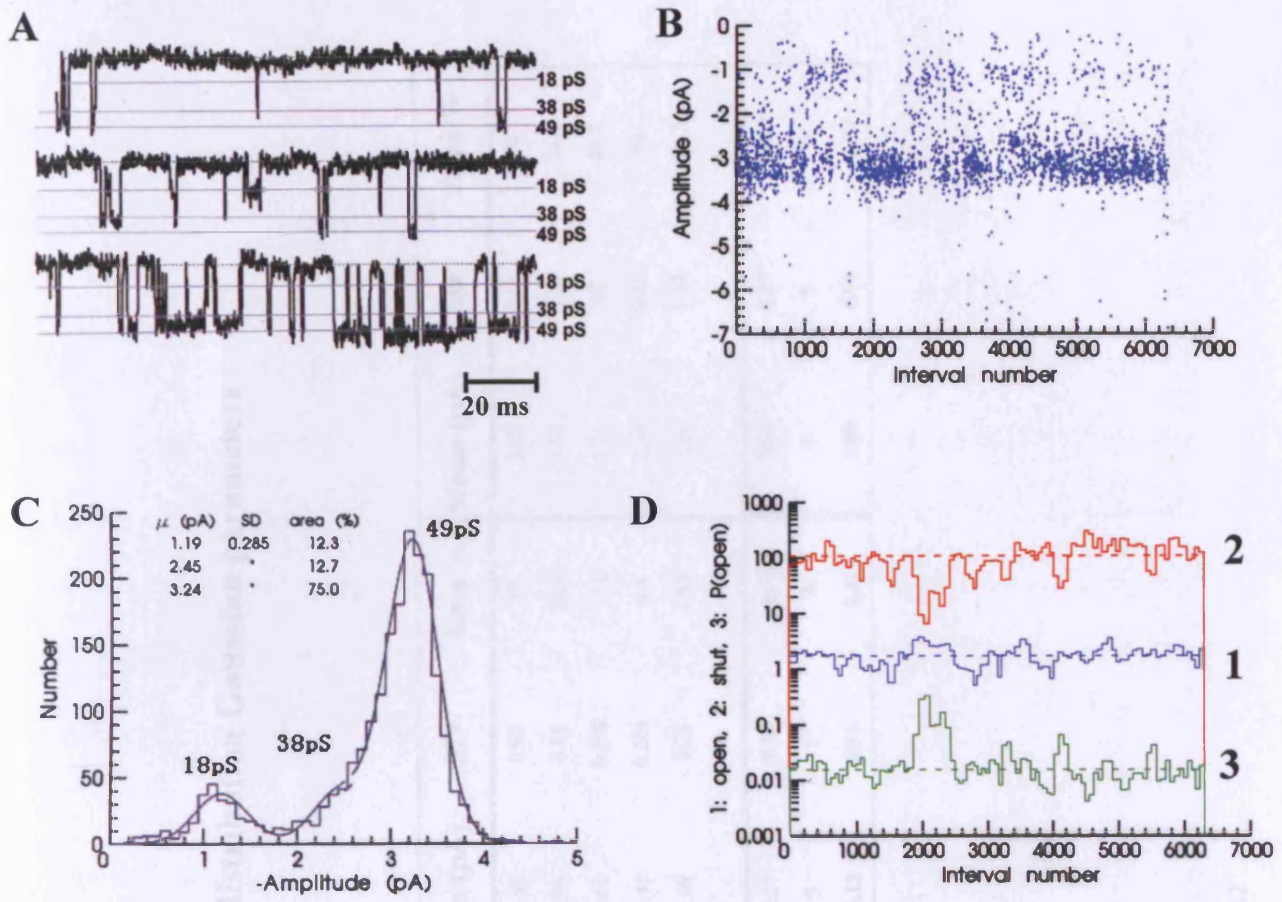 A
18 pS
38 pS
49 pS
18 pS
38 pS
49 pS
18 pS
38 pS
49 pS
20 ms
B
Amplitude (pA)
0
-1
-2
-3
-4
-5
-6
-7
0 1000 2000 3000 4000 5000 6000 7000
Interval number
C
Number
250
200
150
100
50
0
μ (pA) SD area (%)
1.19 0.285 12.3
2.45 " 12.7
3.24 " 75.0
18pS
38pS
49pS
0 1 2 3 4 5
-Amplitude (pA)
D
1: open, 2: shut, 3: P(open)
1000
100
10
1
0.1
0.01
0.001
2
1
3
0 1000 2000 3000 4000 5000 6000 7000
Interval number